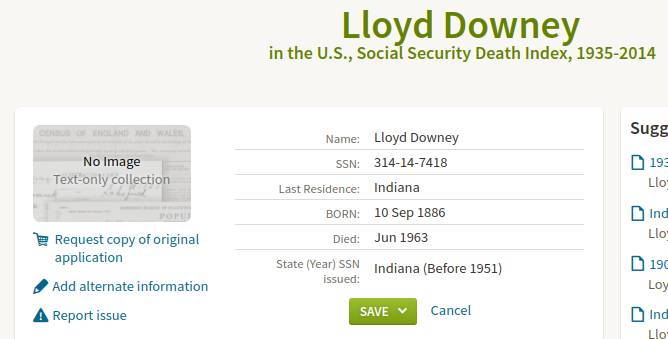 Lloyd Downey
in the U.S., Social Security Death Index, 1935-2014
CENSUS OF ENGLAND AND WALES,
No Image
Text-only collection
POPU
Request copy of original
application
Add alternate information
Report issue
Name: Lloyd Downey
SSN: 314-14-7418
Last Residence: Indiana
BORN: 10 Sep 1886
Died: Jun 1963
State (Year) SSN
issued: Indiana (Before 1951)
SAVE Cancel
Sugg
193
Lloy
Ind
Lloy
190
Loy
Ind
Lloy